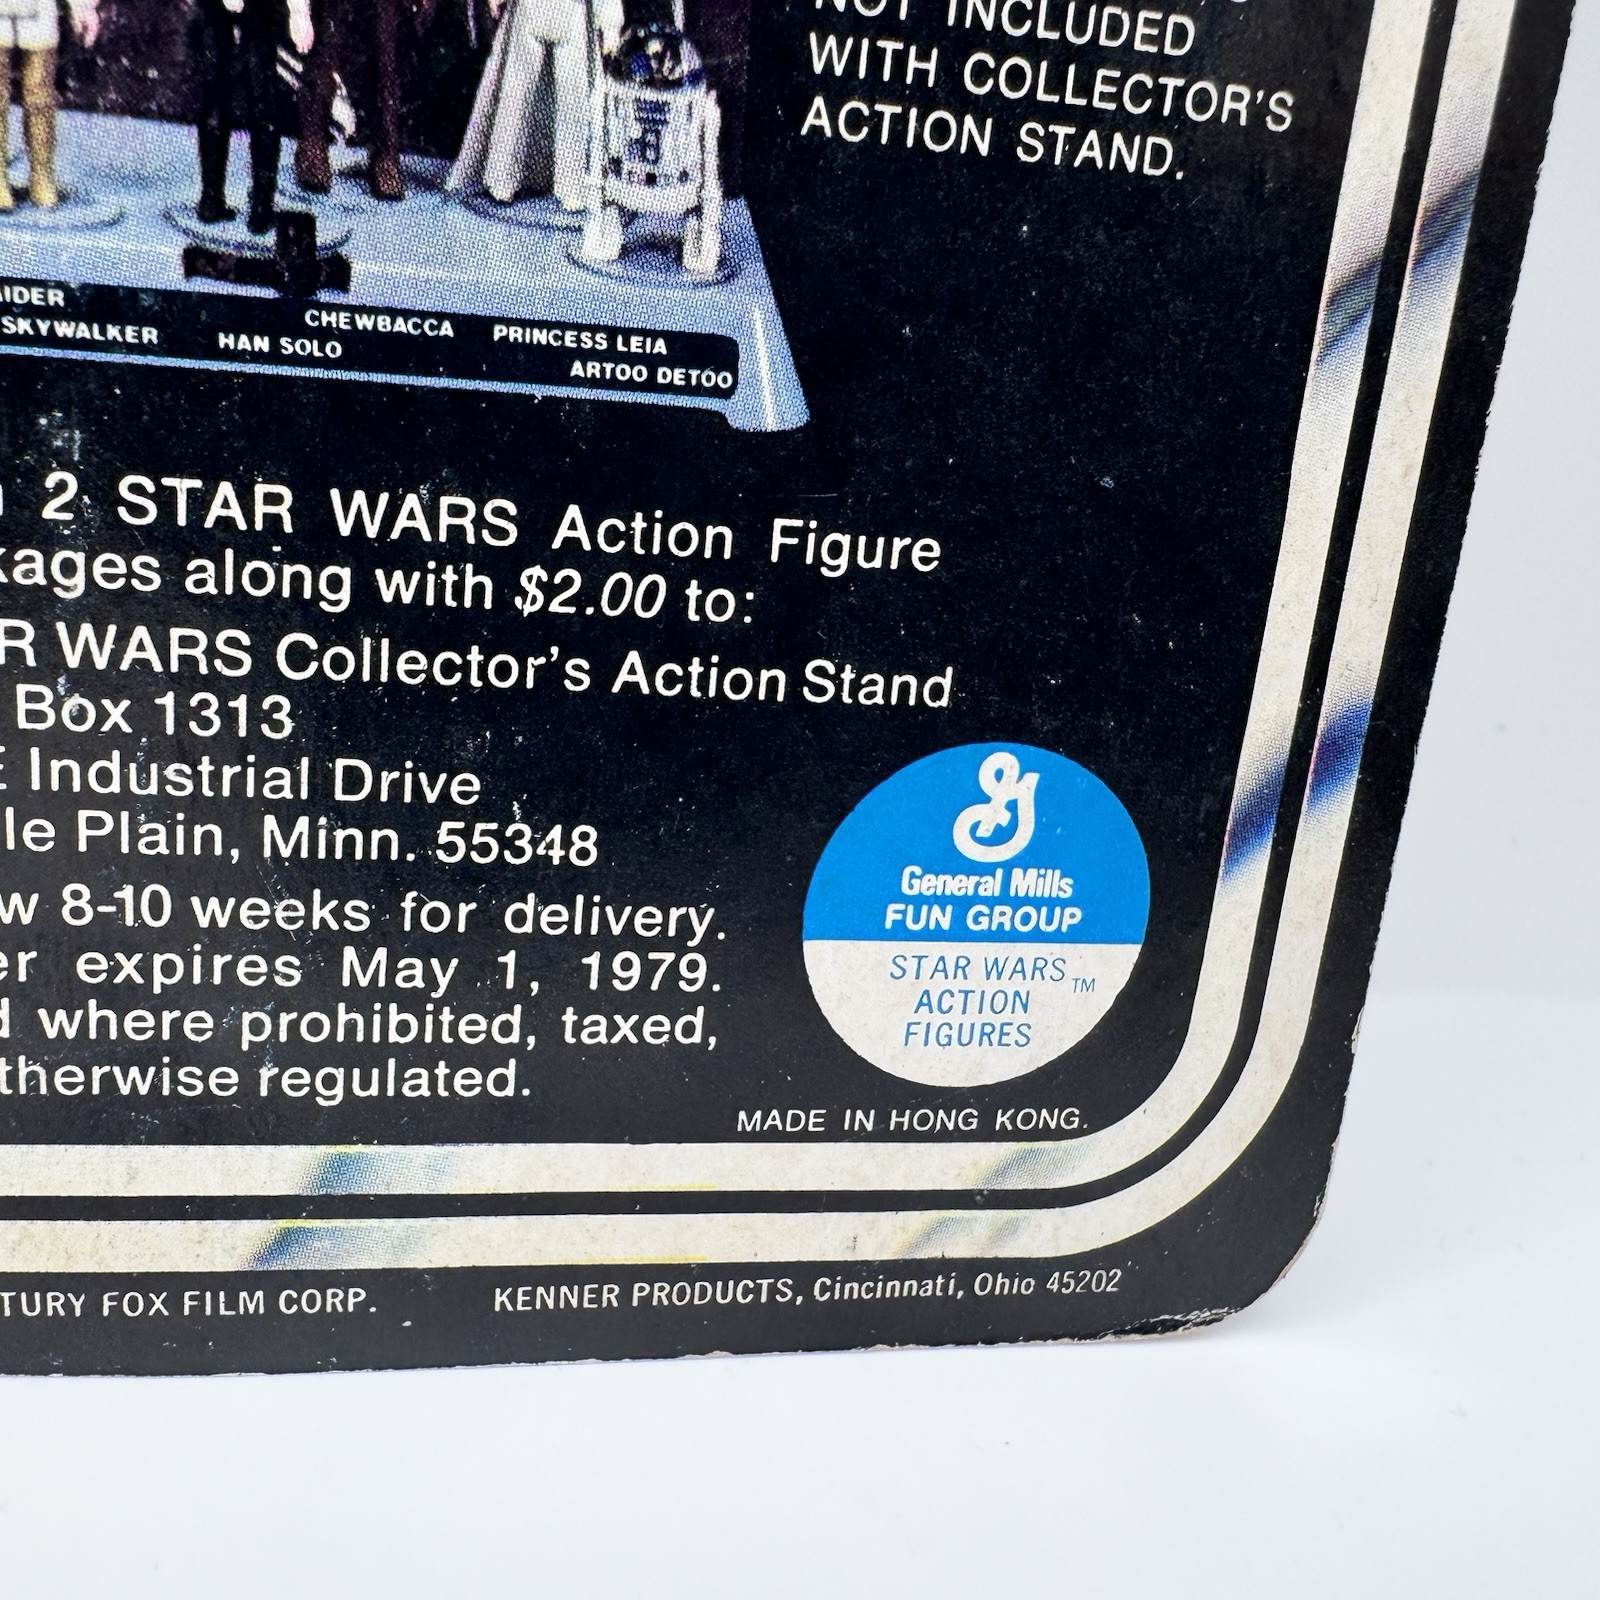 NOT INCLUDED
WITH COLLECTOR'S
ACTION STAND.
SKYWALKER
HAN SOLO
CHEWBACCA
PRINCESS LEIA
ARTOO DETOO
2 STAR WARS Action Figure
kages along with $2.00 to:
R WARS Collector's Action Stand
Box 1313
E Industrial Drive
le Plain, Minn. 55348
w 8-10 weeks for delivery.
er expires May 1, 1979.
d where prohibited, taxed,
therwise regulated.
General Mills
FUN GROUP
STAR WARS TM
ACTION
FIGURES
MADE IN HONG KONG.
TURY FOX FILM CORP.
KENNER PRODUCTS, Cincinnati, Ohio 45202